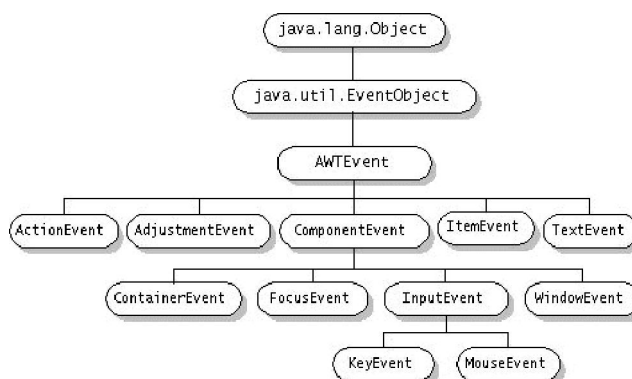 java.lang.Object
java.util.EventObject
AWTEvent
ActionEvent
AdjustmentEvent
ComponentEvent
ItemEvent
TextEvent
ContainerEvent
FocusEvent
InputEvent
WindowEvent
KeyEvent
MouseEvent